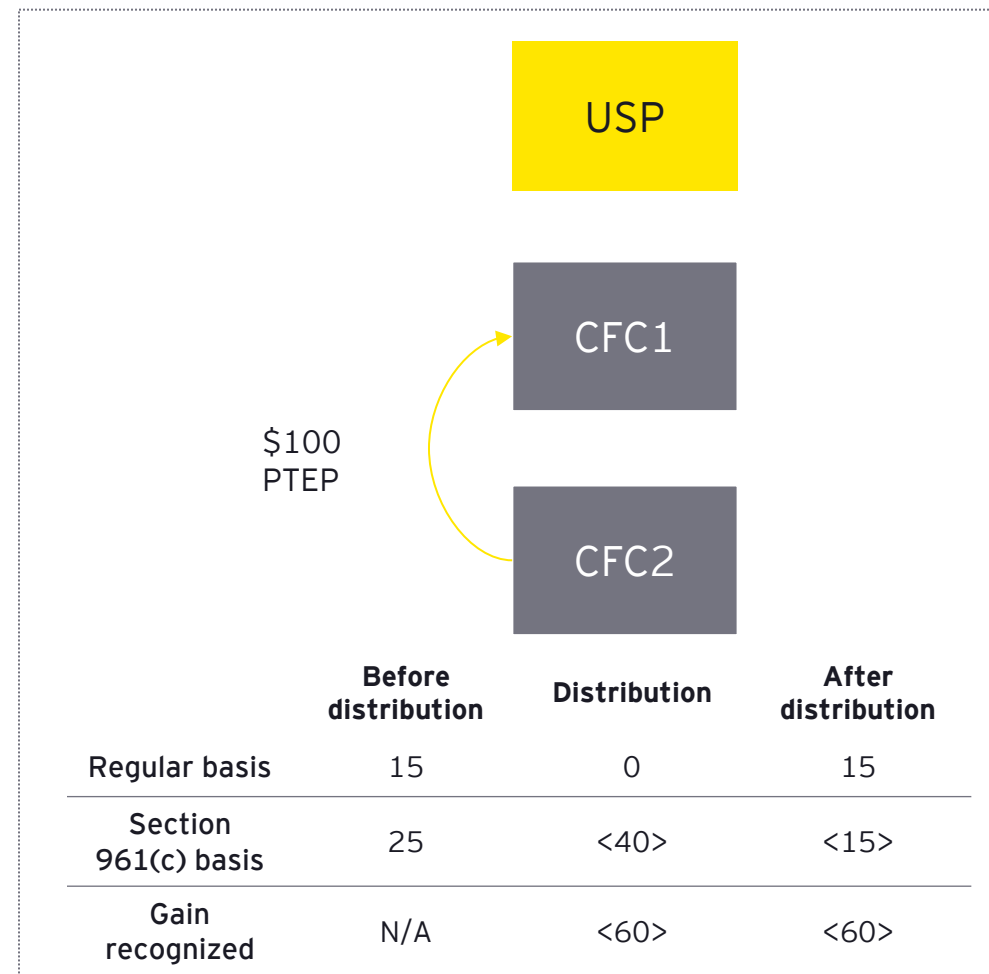 USP
CFC1
$100
PTEP
CFC2
Before distribution Distribution After distribution
Regular basis 15 0 15
Section 961(c) basis 25 <40> <15>
Gain recognized N/A <60> <60>